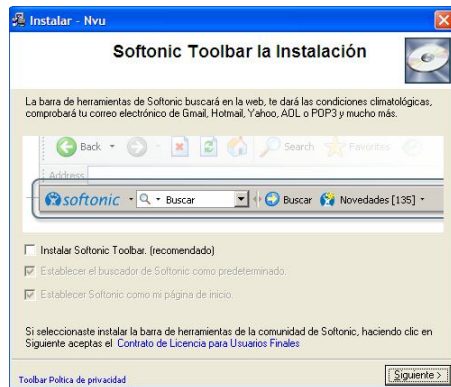 Instalar - Nvu
Softonic Toolbar la Instalación
La barra de herramientas de Softonic buscará en la web, te dará las condiciones climatológicas,
comprobará tu correo electrónico de Gmail, Hotmail, Yahoo, AOL o POP3 y mucho más.
Back Search Favorites
Address
softonic Buscar Buscar Novedades [135]
Instalar Softonic Toolbar. (recomendado)
Establecer el buscador de Softonic como predeterminado.
Establecer Softonic como mi página de inicio.
Si seleccionaste instalar la barra de herramientas de la comunidad de Softonic, haciendo clic en
Siguiente aceptas el Contrato de Licencia para Usuarios Finales
Toolbar Poltica de privacidad
Siguiente >